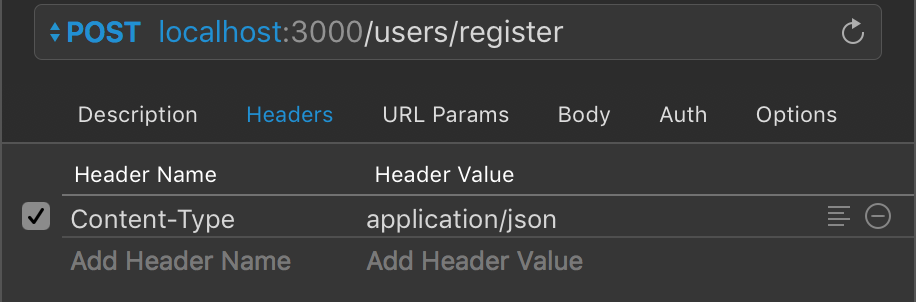 POST localhost:3000/users/register
Description Headers URL Params Body Auth Options
Header Name Header Value
Content-Type application/json
Add Header Name Add Header Value